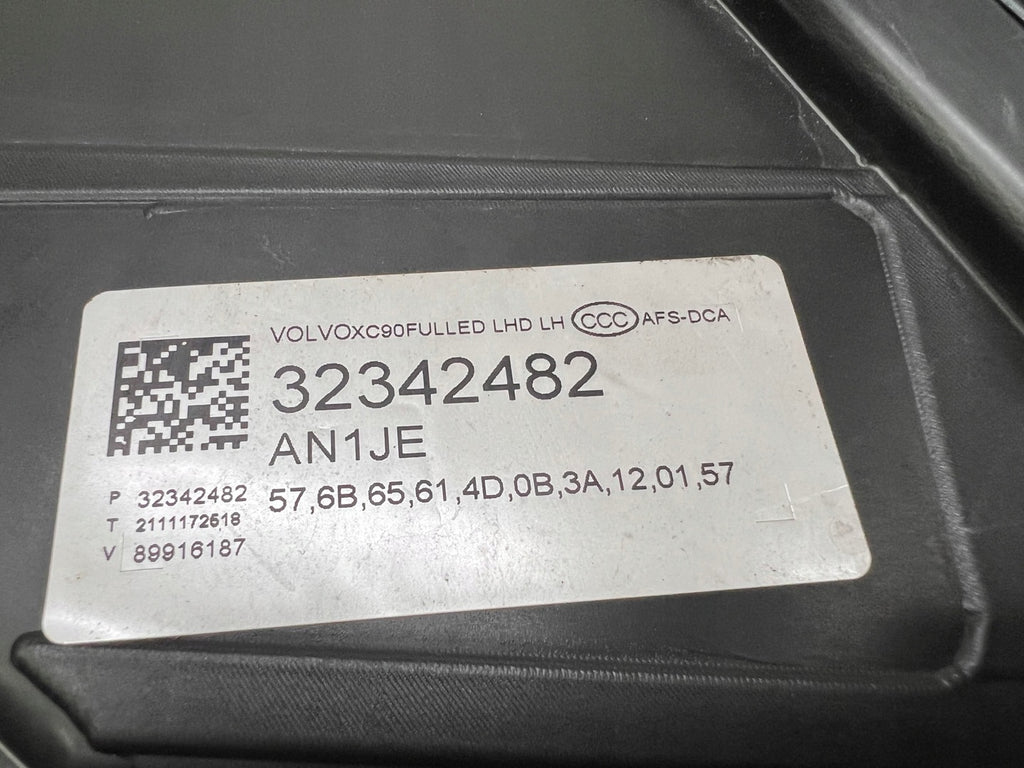 VOLVOXC90FULLED LHD LH CCC AFS-DCA
32342482
AN1JE
57,6B,65,61,4D,0B,3A,12,01,57
P 32342482
T 2111172618
V 89916187